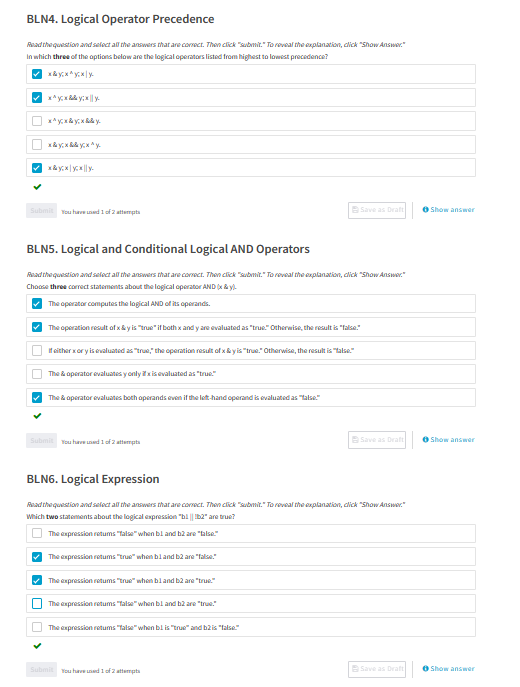 BLN4. Logical Operator Precedence
Read the question and select all the answers that are correct. Then click "submit." To reveal the explanation, click "Show Answer."
In which three of the options below are the logical operators listed from highest to lowest precedence?
x & y; x ^ y; x | y.
x ^ y; x && y; x || y.
x ^ y; x & y; x && y.
x & y; x && y; x ^ y.
x & y; x | y; x || y.
Submit You have used 1 of 2 attempts Save as Draft Show answer
BLN5. Logical and Conditional Logical AND Operators
Read the question and select all the answers that are correct. Then click "submit." To reveal the explanation, click "Show Answer."
Choose three correct statements about the logical operator AND (x & y).
The operator computes the logical AND of its operands.
The operation result of x & y is "true" if both x and y are evaluated as "true." Otherwise, the result is "false."
If either x or y is evaluated as "true," the operation result of x & y is "true." Otherwise, the result is "false."
The & operator evaluates y only if x is evaluated as "true."
The & operator evaluates both operands even if the left-hand operand is evaluated as "false."
Submit You have used 1 of 2 attempts Save as Draft Show answer
BLN6. Logical Expression
Read the question and select all the answers that are correct. Then click "submit." To reveal the explanation, click "Show Answer."
Which two statements about the logical expression "b1 || !b2" are true?
The expression returns "false" when b1 and b2 are "false."
The expression returns "true" when b1 and b2 are "false."
The expression returns "true" when b1 and b2 are "true."
The expression returns "false" when b1 and b2 are "true."
The expression returns "false" when b1 is "true" and b2 is "false."
Submit You have used 1 of 2 attempts Save as Draft Show answer